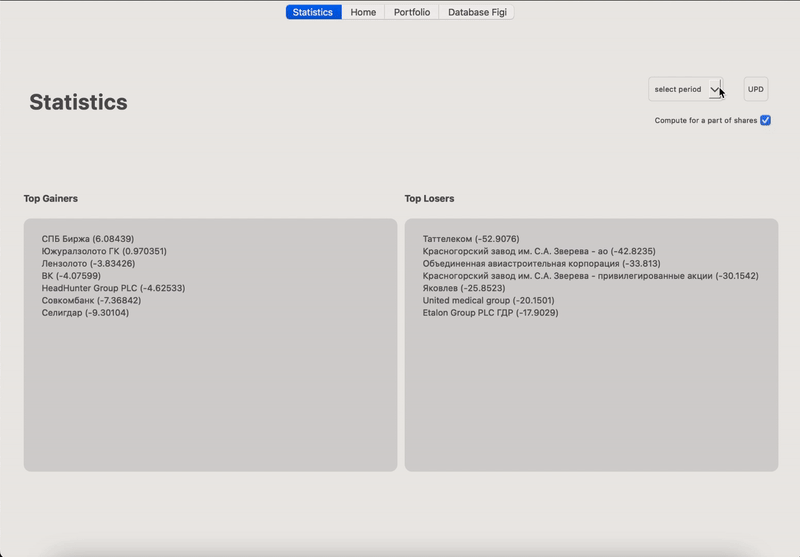 Statistics Home Portfolio Database Figi
Statistics
select period UPD
Compute for a part of shares
Top Gainers
СПБ Биржа (6.08439)
Южуралзолото ГК (0.970351)
Лензолото (-3.83426)
ВК (-4.07599)
HeadHunter Group PLC (-4.62533)
Совкомбанк (-7.36842)
Селигдар (-9.30104)
Top Losers
Таттелеком (-52.9076)
Красногорский завод им. С.А. Зверева - ао (-42.8235)
Объединенная авиастроительная корпорация (-33.813)
Красногорский завод им. С.А. Зверева - привилегированные акции (-30.1542)
Яковлев (-25.8523)
United medical group (-20.1501)
Etalon Group PLC ГДР (-17.9029)